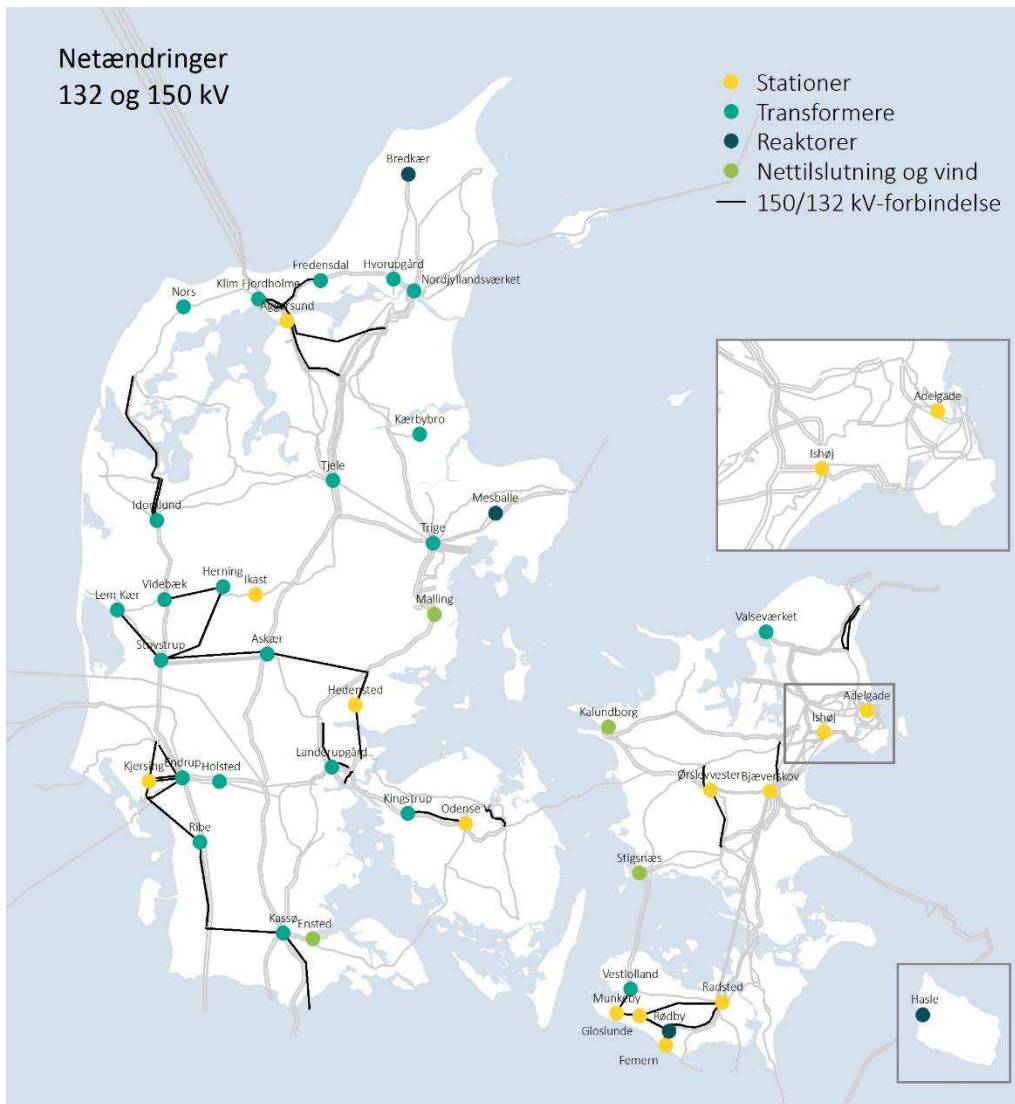 Netændringer
132 og 150 kV
Stationer
Transformere
Reaktorer
Nettilslutning og vind
150/132 kV-forbindelse
Bredkær
Fredensdal
Hvorupgård
Nors
Klim Fjordholme
Nordjyllandsværket
Aggersund
Kærbybro
Adelgade
Ishøj
Tjele
Mesballe
Idomlund
Trige
Videbæk
Herning
Ikast
Lem Kær
Malling
Stovstrup
Askær
Valseværket
Hedensted
Kalundborg
Adelgade
Ishøj
Kjersing
Endrup
Holsted
Landerupgård
Ørslevvester
Bjæverskov
Kingstrup
Odense V
Ribe
Stigsnæs
Kassø
Ensted
Vestlolland
Radsted
Munkeby
Rødby
Gloslunde
Femern
Hasle